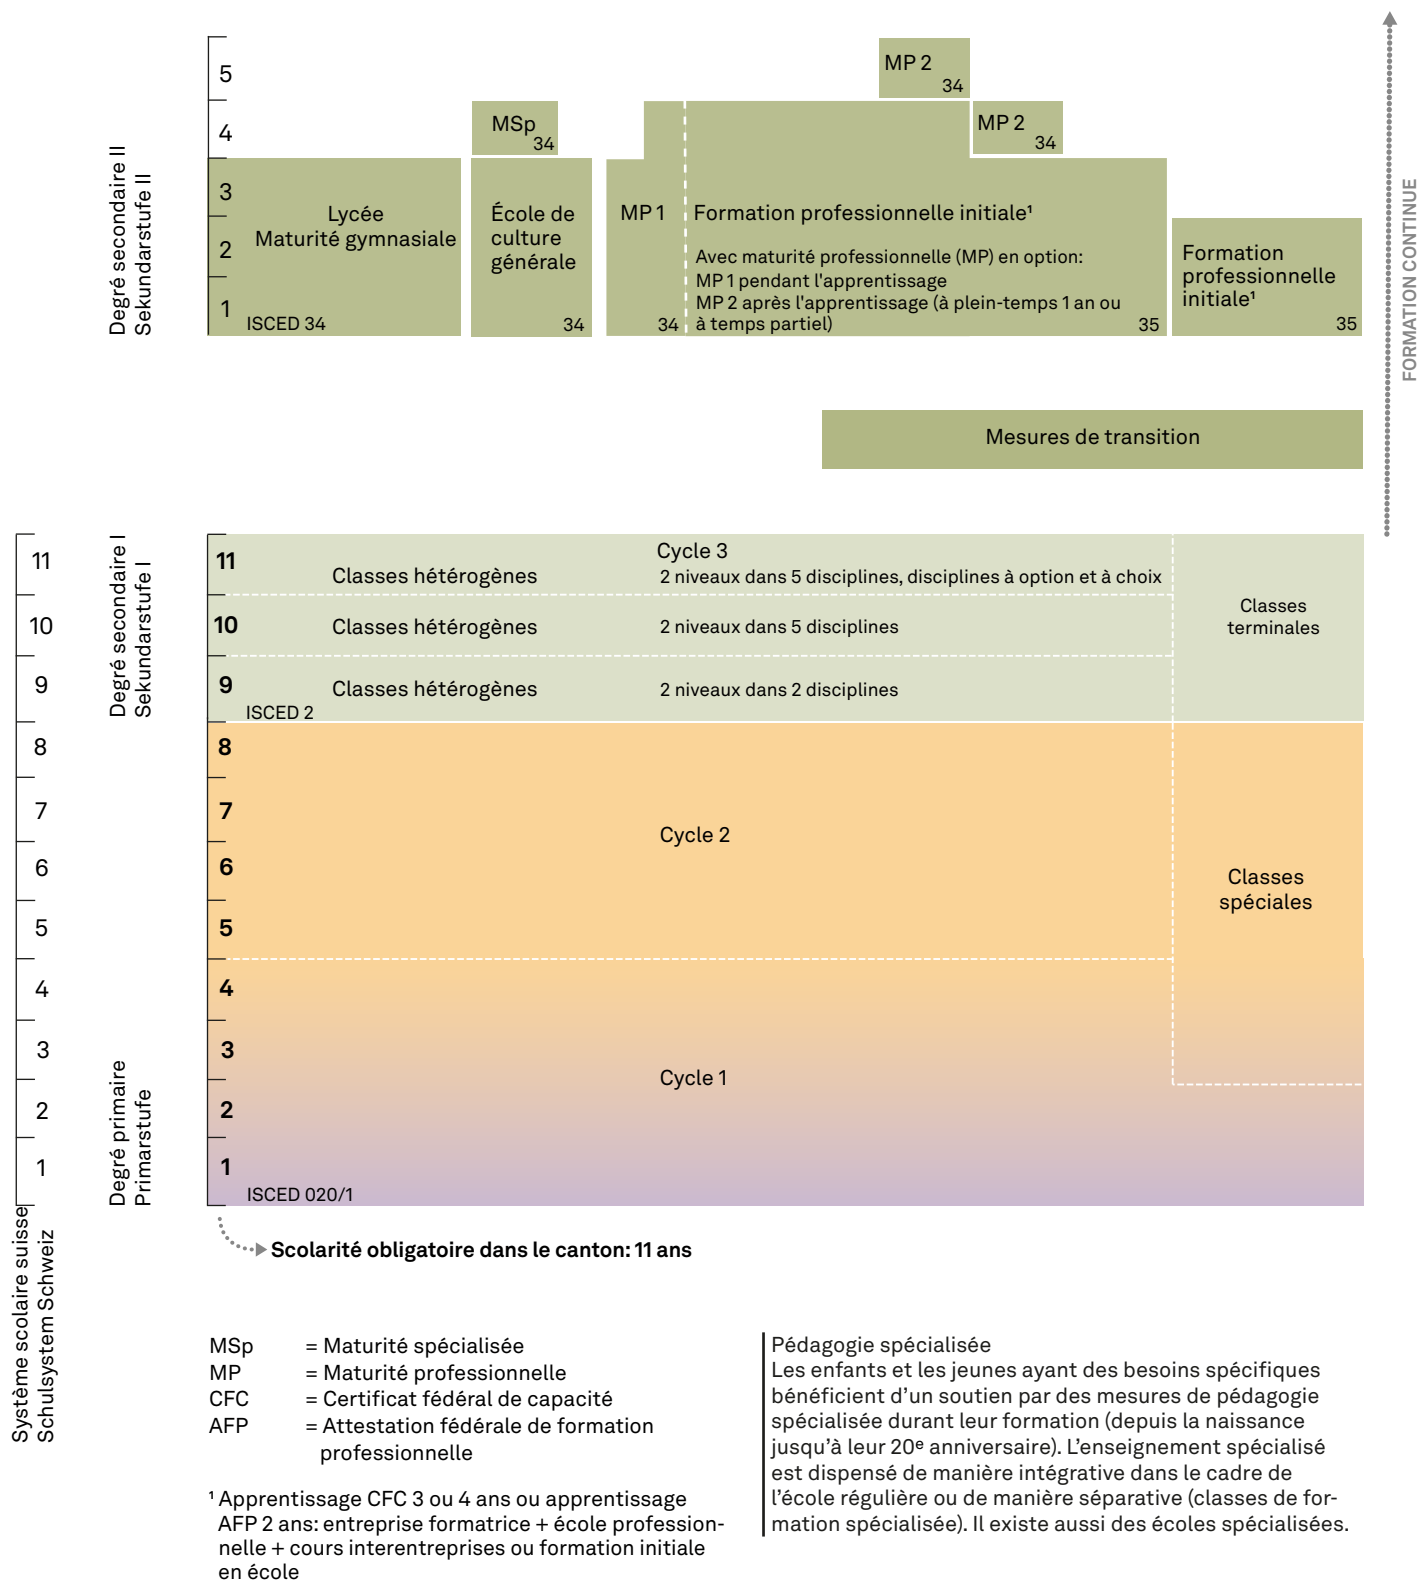 5
4
3
2
1
Degré secondaire II
Sekundarstufe II
MP 2
34
MSp
34
MP 2
34
Lycée
Maturité gymnasiale
ISCED 34
École de
culture
générale
34
MP 1
34
Formation professionnelle initiale¹
Avec maturité professionnelle (MP) en option:
MP 1 pendant l'apprentissage
MP 2 après l'apprentissage (à plein-temps 1 an ou
à temps partiel)
35
Formation
professionnelle
initiale¹
35
FORMATION CONTINUE
Mesures de transition
11
10
9
8
7
6
5
4
3
2
1
Système scolaire suisse
Schulsystem Schweiz
Degré secondaire I
Sekundarstufe I
Degré primaire
Primarstufe
11
10
9
8
7
6
5
4
3
2
1
Cycle 3
Classes hétérogènes
2 niveaux dans 5 disciplines, disciplines à option et à choix
Classes hétérogènes
2 niveaux dans 5 disciplines
Classes hétérogènes
2 niveaux dans 2 disciplines
ISCED 2
Classes
terminales
Cycle 2
Classes
spéciales
Cycle 1
ISCED 020/1
Scolarité obligatoire dans le canton: 11 ans
MSp = Maturité spécialisée
MP = Maturité professionnelle
CFC = Certificat fédéral de capacité
AFP = Attestation fédérale de formation
professionnelle
¹ Apprentissage CFC 3 ou 4 ans ou apprentissage
AFP 2 ans: entreprise formatrice + école profession-
nelle + cours interentreprises ou formation initiale
en école
Pédagogie spécialisée
Les enfants et les jeunes ayant des besoins spécifiques
bénéficient d’un soutien par des mesures de pédagogie
spécialisée durant leur formation (depuis la naissance
jusqu’à leur 20e anniversaire). L’enseignement spécialisé
est dispensé de manière intégrative dans le cadre de
l’école régulière ou de manière séparative (classes de for-
mation spécialisée). Il existe aussi des écoles spécialisées.